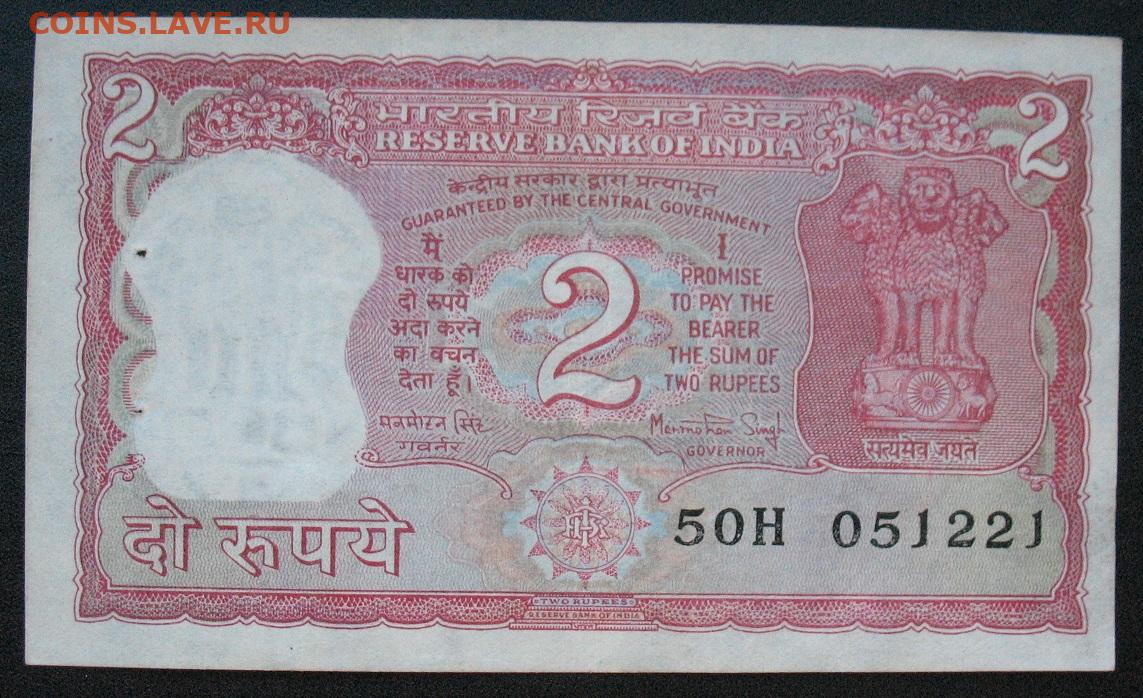 COINS.LAVE.RU
2 2
भारतीय रिज़र्व बैंक
RESERVE BANK OF INDIA
केन्द्रीय सरकार द्वारा प्रत्याभूत
GUARANTEED BY THE CENTRAL GOVERNMENT
मैं
धारक को
दो रुपये
अदा करने
का वचन
देता हूँ।
2
I
PROMISE
TO PAY THE
BEARER
THE SUM OF
TWO RUPEES
मनमोहन सिंह
गवर्नर
Manmohan Singh
GOVERNOR
सत्यमेव जयते
दो रुपये
50H 051221
TWO RUPEES
RESERVE BANK OF INDIA